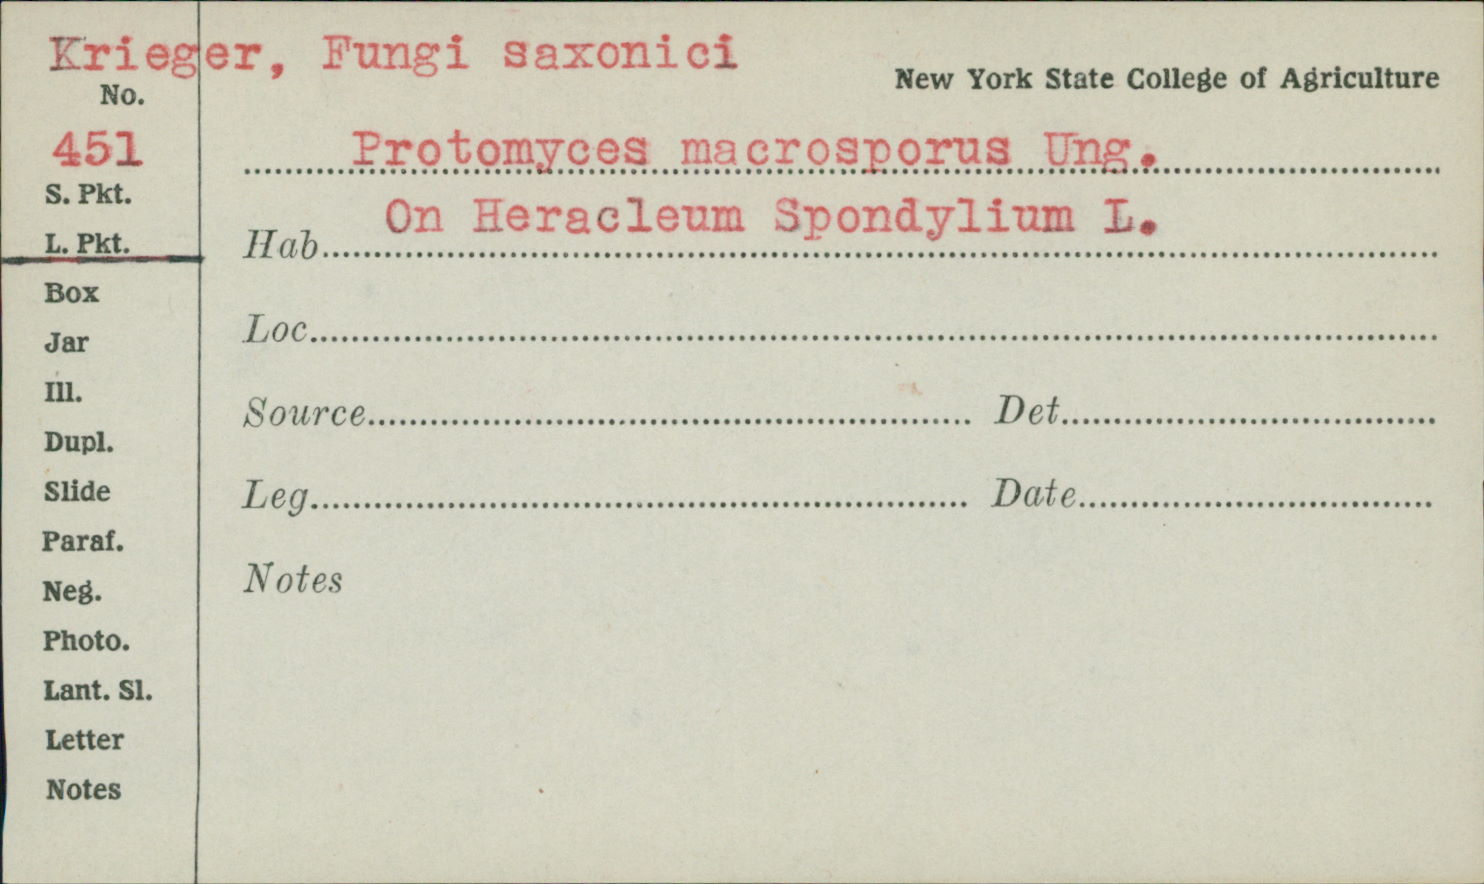 Krieger, Fungi saxonici
New York State College of Agriculture
No.
451
Protomyces macrosporus Ung.
S. Pkt.
On Heracleum Spondylium L.
L. Pkt.
Hab
Box
Loc
Jar
Ill.
Source Det
Dupl.
Slide
Leg Date
Paraf.
Notes
Neg.
Photo.
Lant. Sl.
Letter
Notes